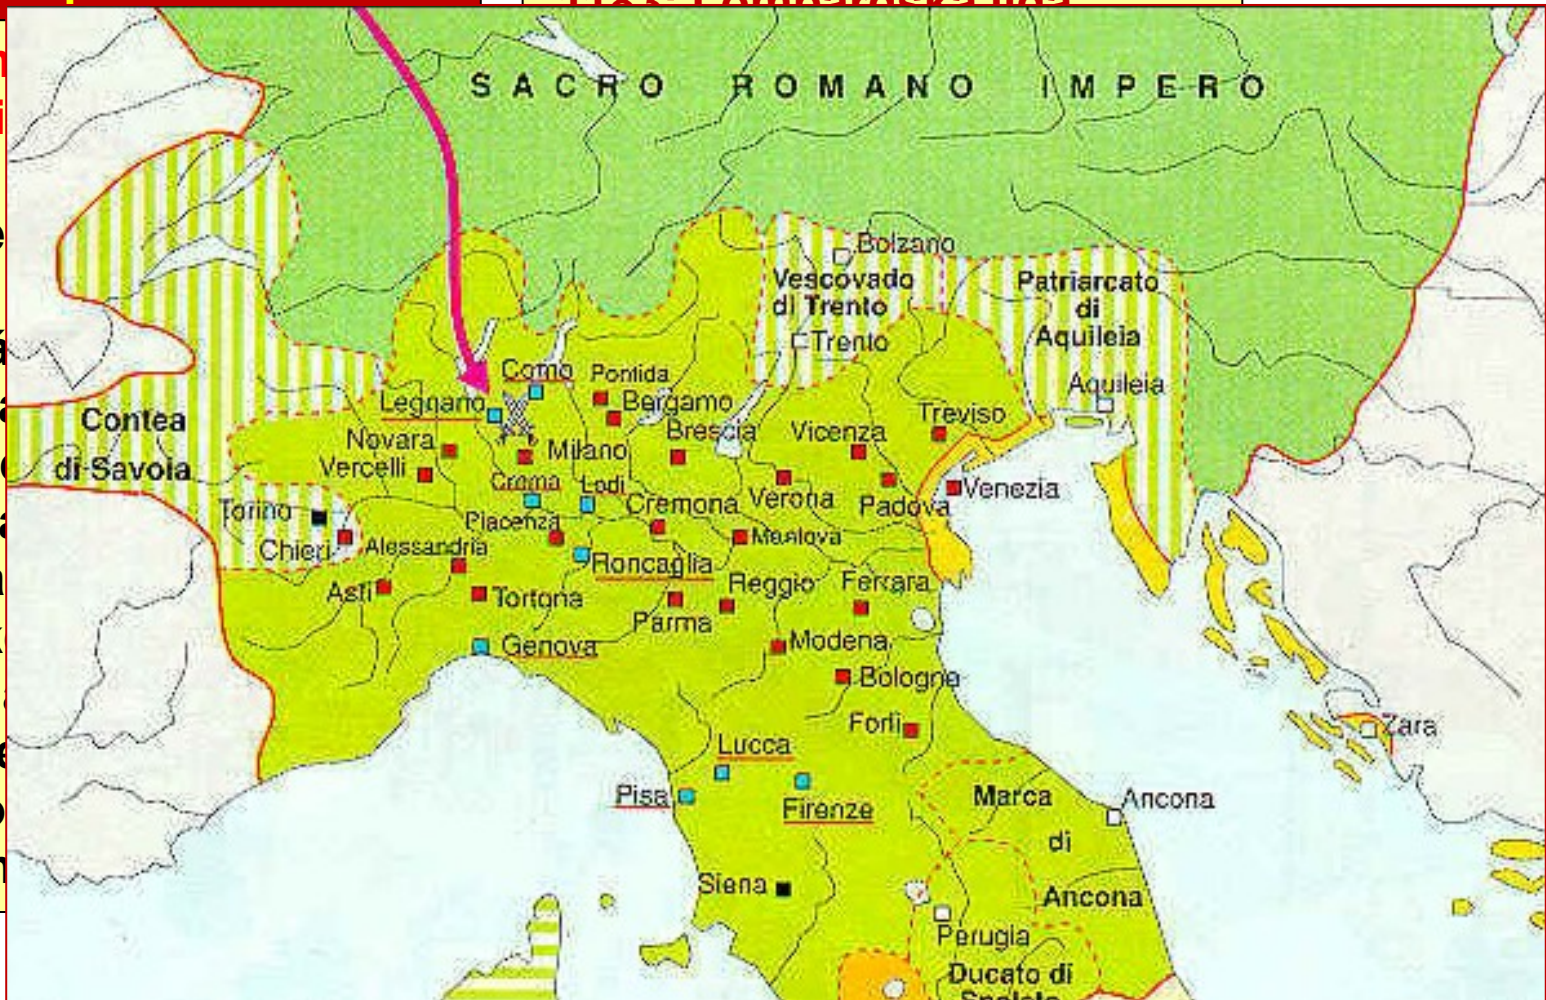 SACRO ROMANO IMPERO
Bolzano
Vescovado
di Trento
Trento
Patriarcato
di
Aquileia
Aquileia
Contea
di Savoia
Como
Pontida
Legnano
Bergamo
Treviso
Novara
Milano
Brescia
Vicenza
Vercelli
Crema
Lodi
Cremona
Verona
Padova
Venezia
Torino
Piacenza
Mantova
Chieri
Alessandria
Roncaglia
Reggio
Ferrara
Asti
Tortona
Parma
Genova
Modena
Bologna
Forlì
Zara
Lucca
Pisa
Firenze
Marca
di
Ancona
Ancona
Siena
Perugia
Ducato di
Spoleto